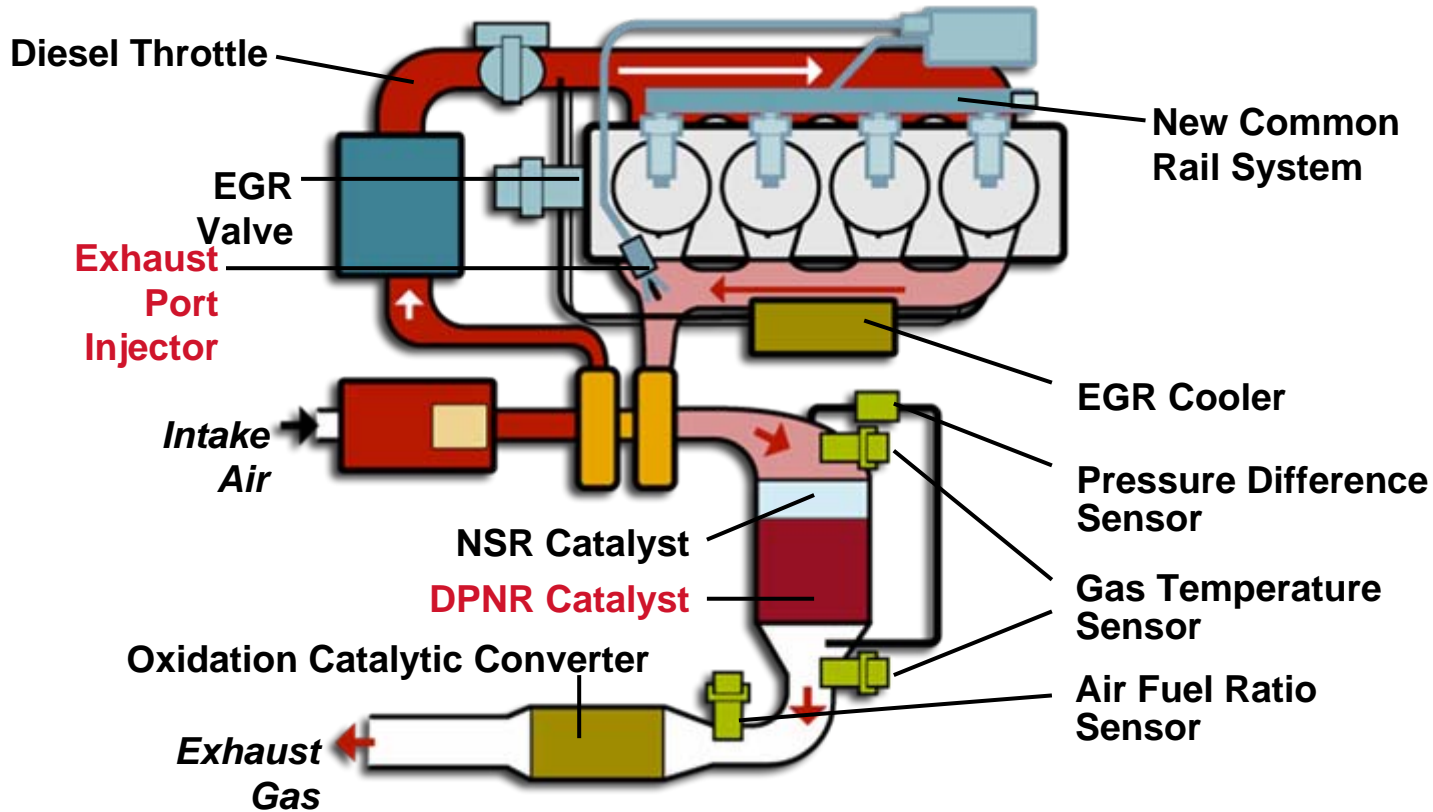 Diesel Throttle
New Common
Rail System
EGR
Valve
Exhaust
Port
Injector
EGR Cooler
Intake
Air
Pressure Difference
Sensor
NSR Catalyst
DPNR Catalyst
Gas Temperature
Sensor
Oxidation Catalytic Converter
Air Fuel Ratio
Sensor
Exhaust
Gas